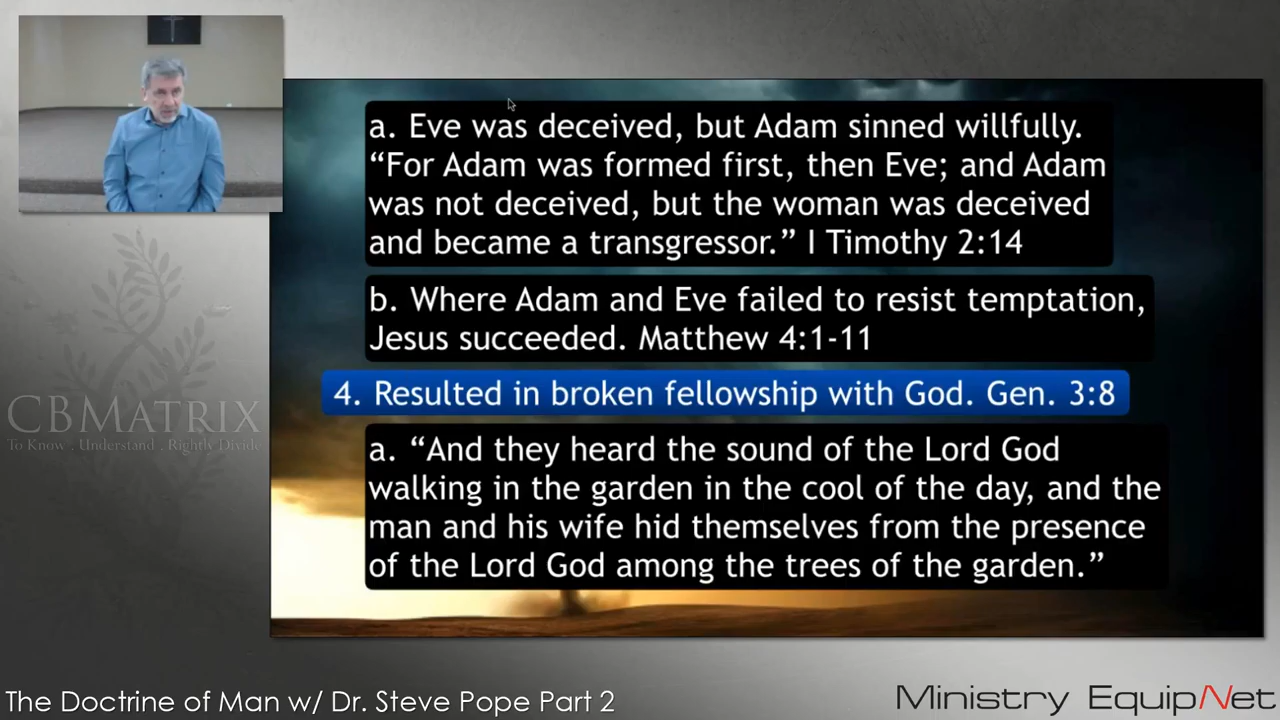 a. Eve was deceived, but Adam sinned willfully.
“For Adam was formed first, then Eve; and Adam
was not deceived, but the woman was deceived
and became a transgressor.” I Timothy 2:14
b. Where Adam and Eve failed to resist temptation,
Jesus succeeded. Matthew 4:1-11
4. Resulted in broken fellowship with God. Gen. 3:8
a. “And they heard the sound of the Lord God
walking in the garden in the cool of the day, and the
man and his wife hid themselves from the presence
of the Lord God among the trees of the garden.”
CBMATRIX
To Know . Understand . Rightly Divide
The Doctrine of Man w/ Dr. Steve Pope Part 2
Ministry EquipNet